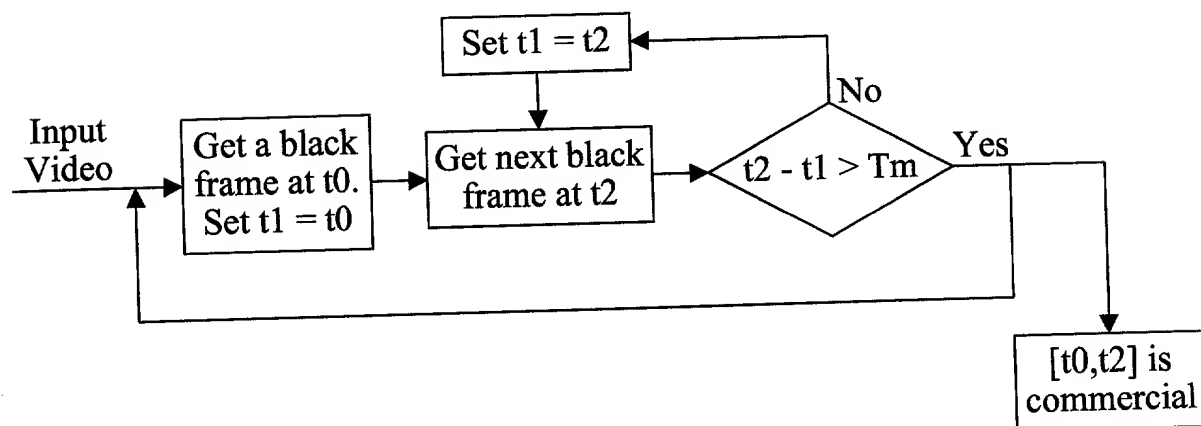 Set t1 = t2
No
Input
Video
Get a black
frame at t0.
Set t1 = t0
Get next black
frame at t2
t2 - t1 > Tm
Yes
[t0,t2] is
commercial